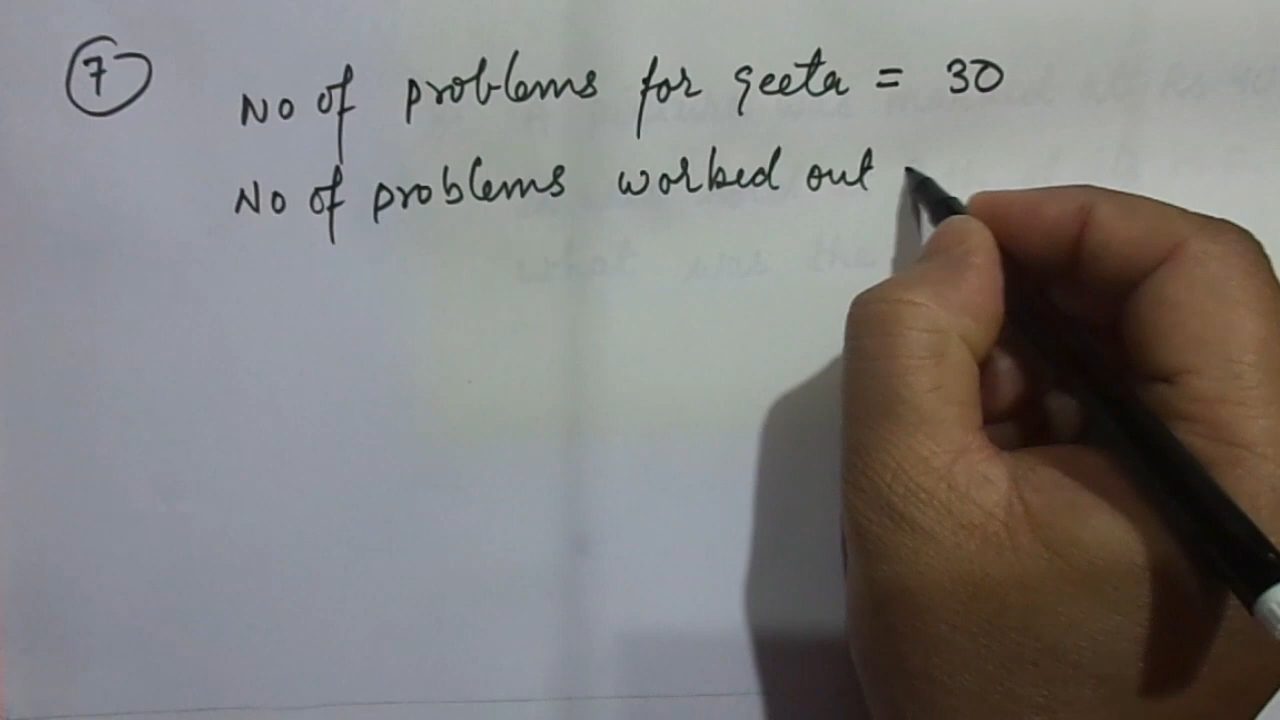 7 No of problems for geeta = 30
No of problems worked out